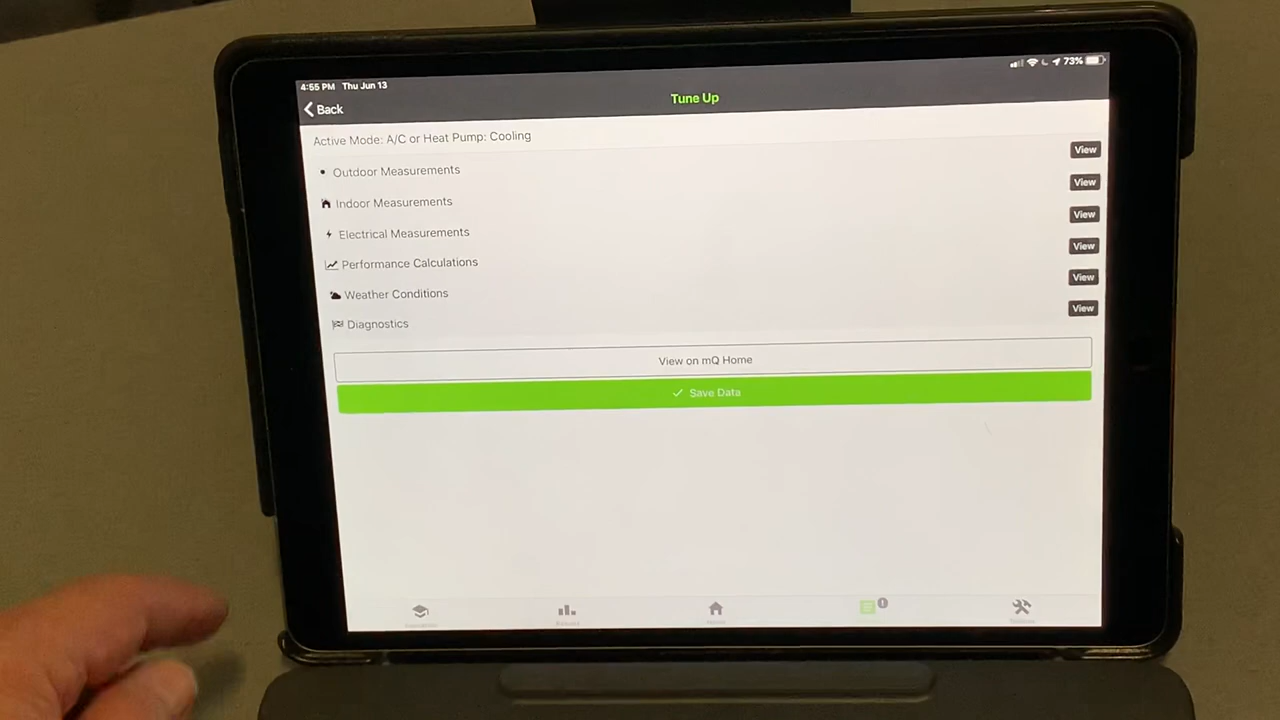 4:55 PM Thu Jun 13
73%
Back
Tune Up
Active Mode: A/C or Heat Pump: Cooling
Outdoor Measurements View
Indoor Measurements View
Electrical Measurements View
Performance Calculations View
Weather Conditions View
Diagnostics View
View on mQ Home
Save Data